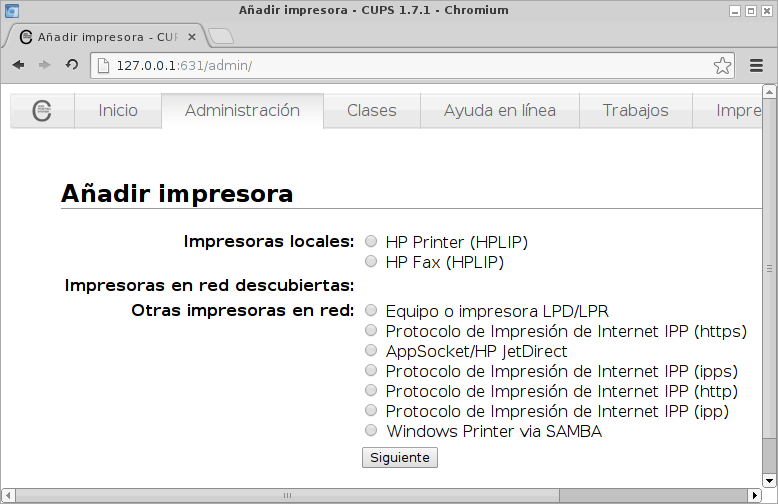 Añadir impresora - CUPS 1.7.1 - Chromium
Añadir impresora - CUP
127.0.0.1:631/admin/
Inicio Administración Clases Ayuda en línea Trabajos Impre
Añadir impresora
Impresoras locales: HP Printer (HPLIP)
HP Fax (HPLIP)
Impresoras en red descubiertas:
Otras impresoras en red: Equipo o impresora LPD/LPR
Protocolo de Impresión de Internet IPP (https)
AppSocket/HP JetDirect
Protocolo de Impresión de Internet IPP (ipps)
Protocolo de Impresión de Internet IPP (http)
Protocolo de Impresión de Internet IPP (ipp)
Windows Printer via SAMBA
Siguiente